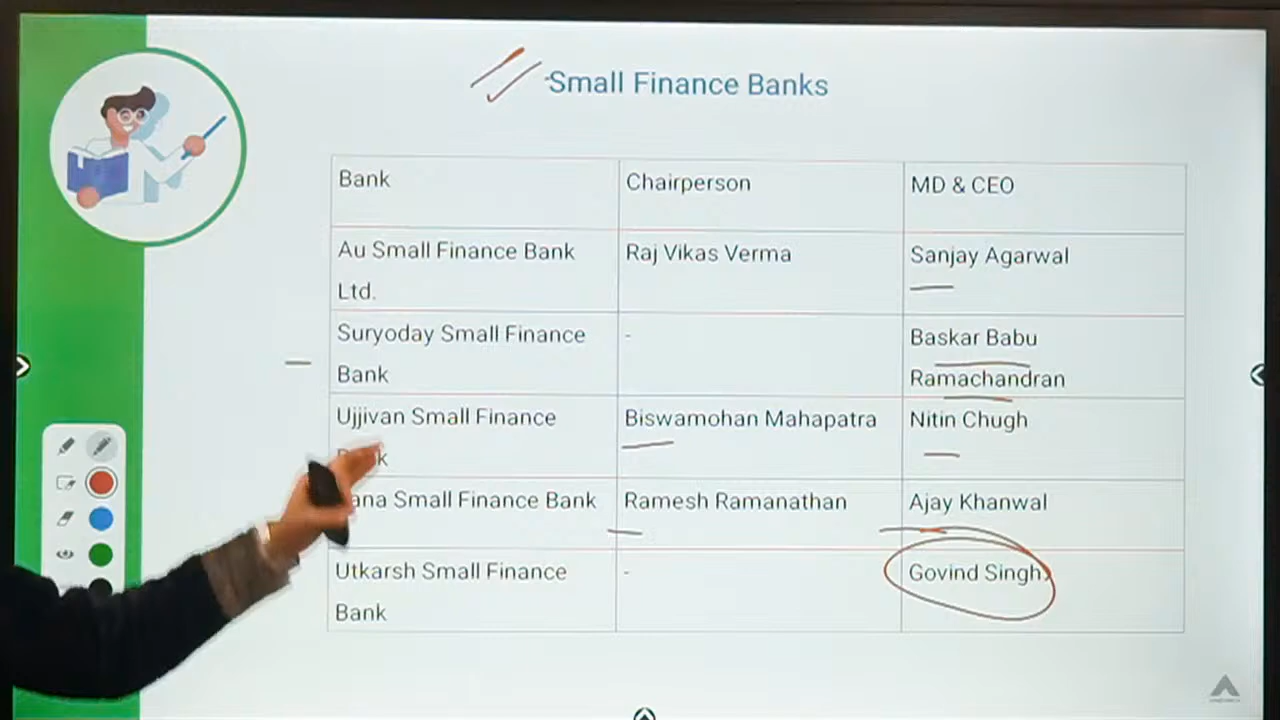 Small Finance Banks
Bank Chairperson MD & CEO
Au Small Finance Bank Raj Vikas Verma Sanjay Agarwal
Ltd.
Suryoday Small Finance - Baskar Babu
Bank Ramachandran
Ujjivan Small Finance Biswamohan Mahapatra Nitin Chugh
Small Finance Bank Ramesh Ramanathan Ajay Khanwal
Utkarsh Small Finance - Govind Singh
Bank